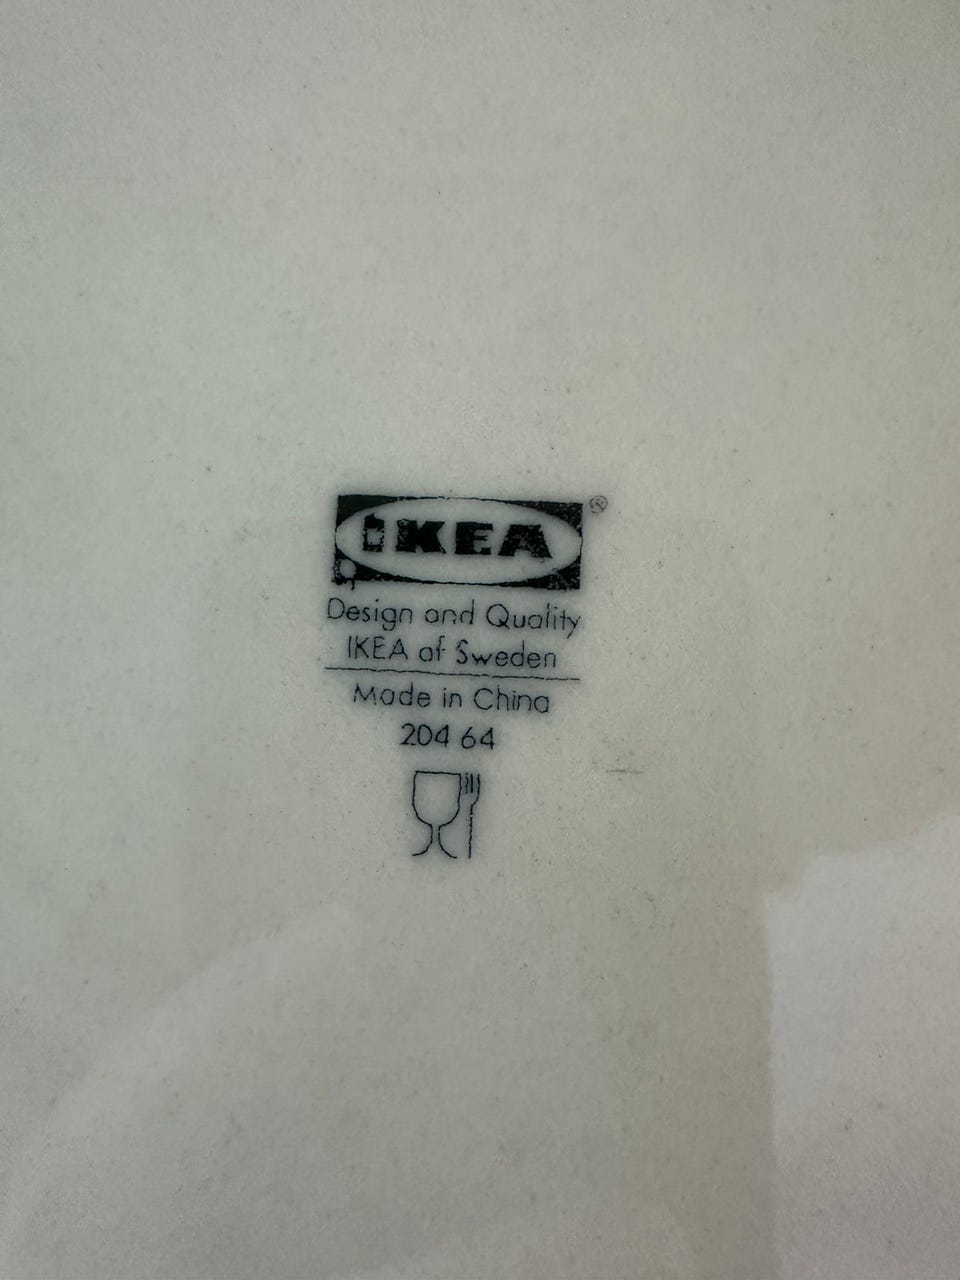 IKEA®
Design and Quality
IKEA of Sweden
Made in China
204 64